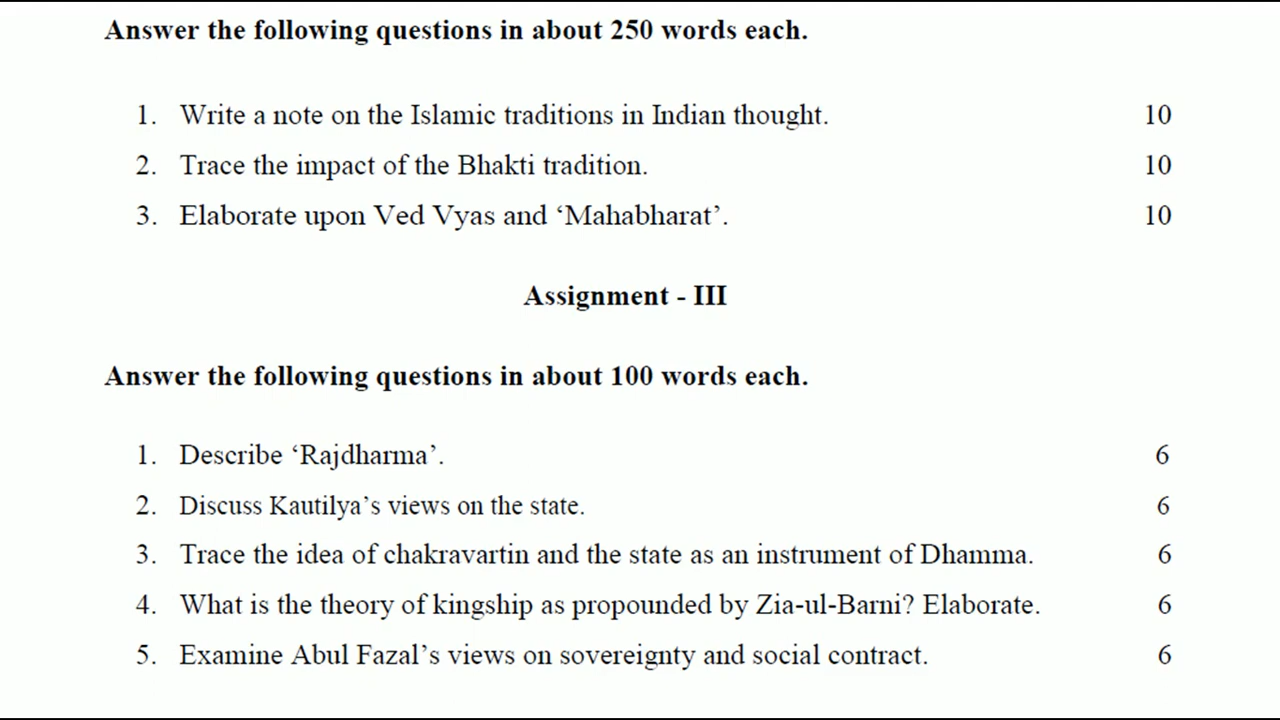 Answer the following questions in about 250 words each.
1. Write a note on the Islamic traditions in Indian thought. 10
2. Trace the impact of the Bhakti tradition. 10
3. Elaborate upon Ved Vyas and ‘Mahabharat’. 10
Assignment - III
Answer the following questions in about 100 words each.
1. Describe ‘Rajdharma’. 6
2. Discuss Kautilya’s views on the state. 6
3. Trace the idea of chakravartin and the state as an instrument of Dhamma. 6
4. What is the theory of kingship as propounded by Zia-ul-Barni? Elaborate. 6
5. Examine Abul Fazal’s views on sovereignty and social contract. 6